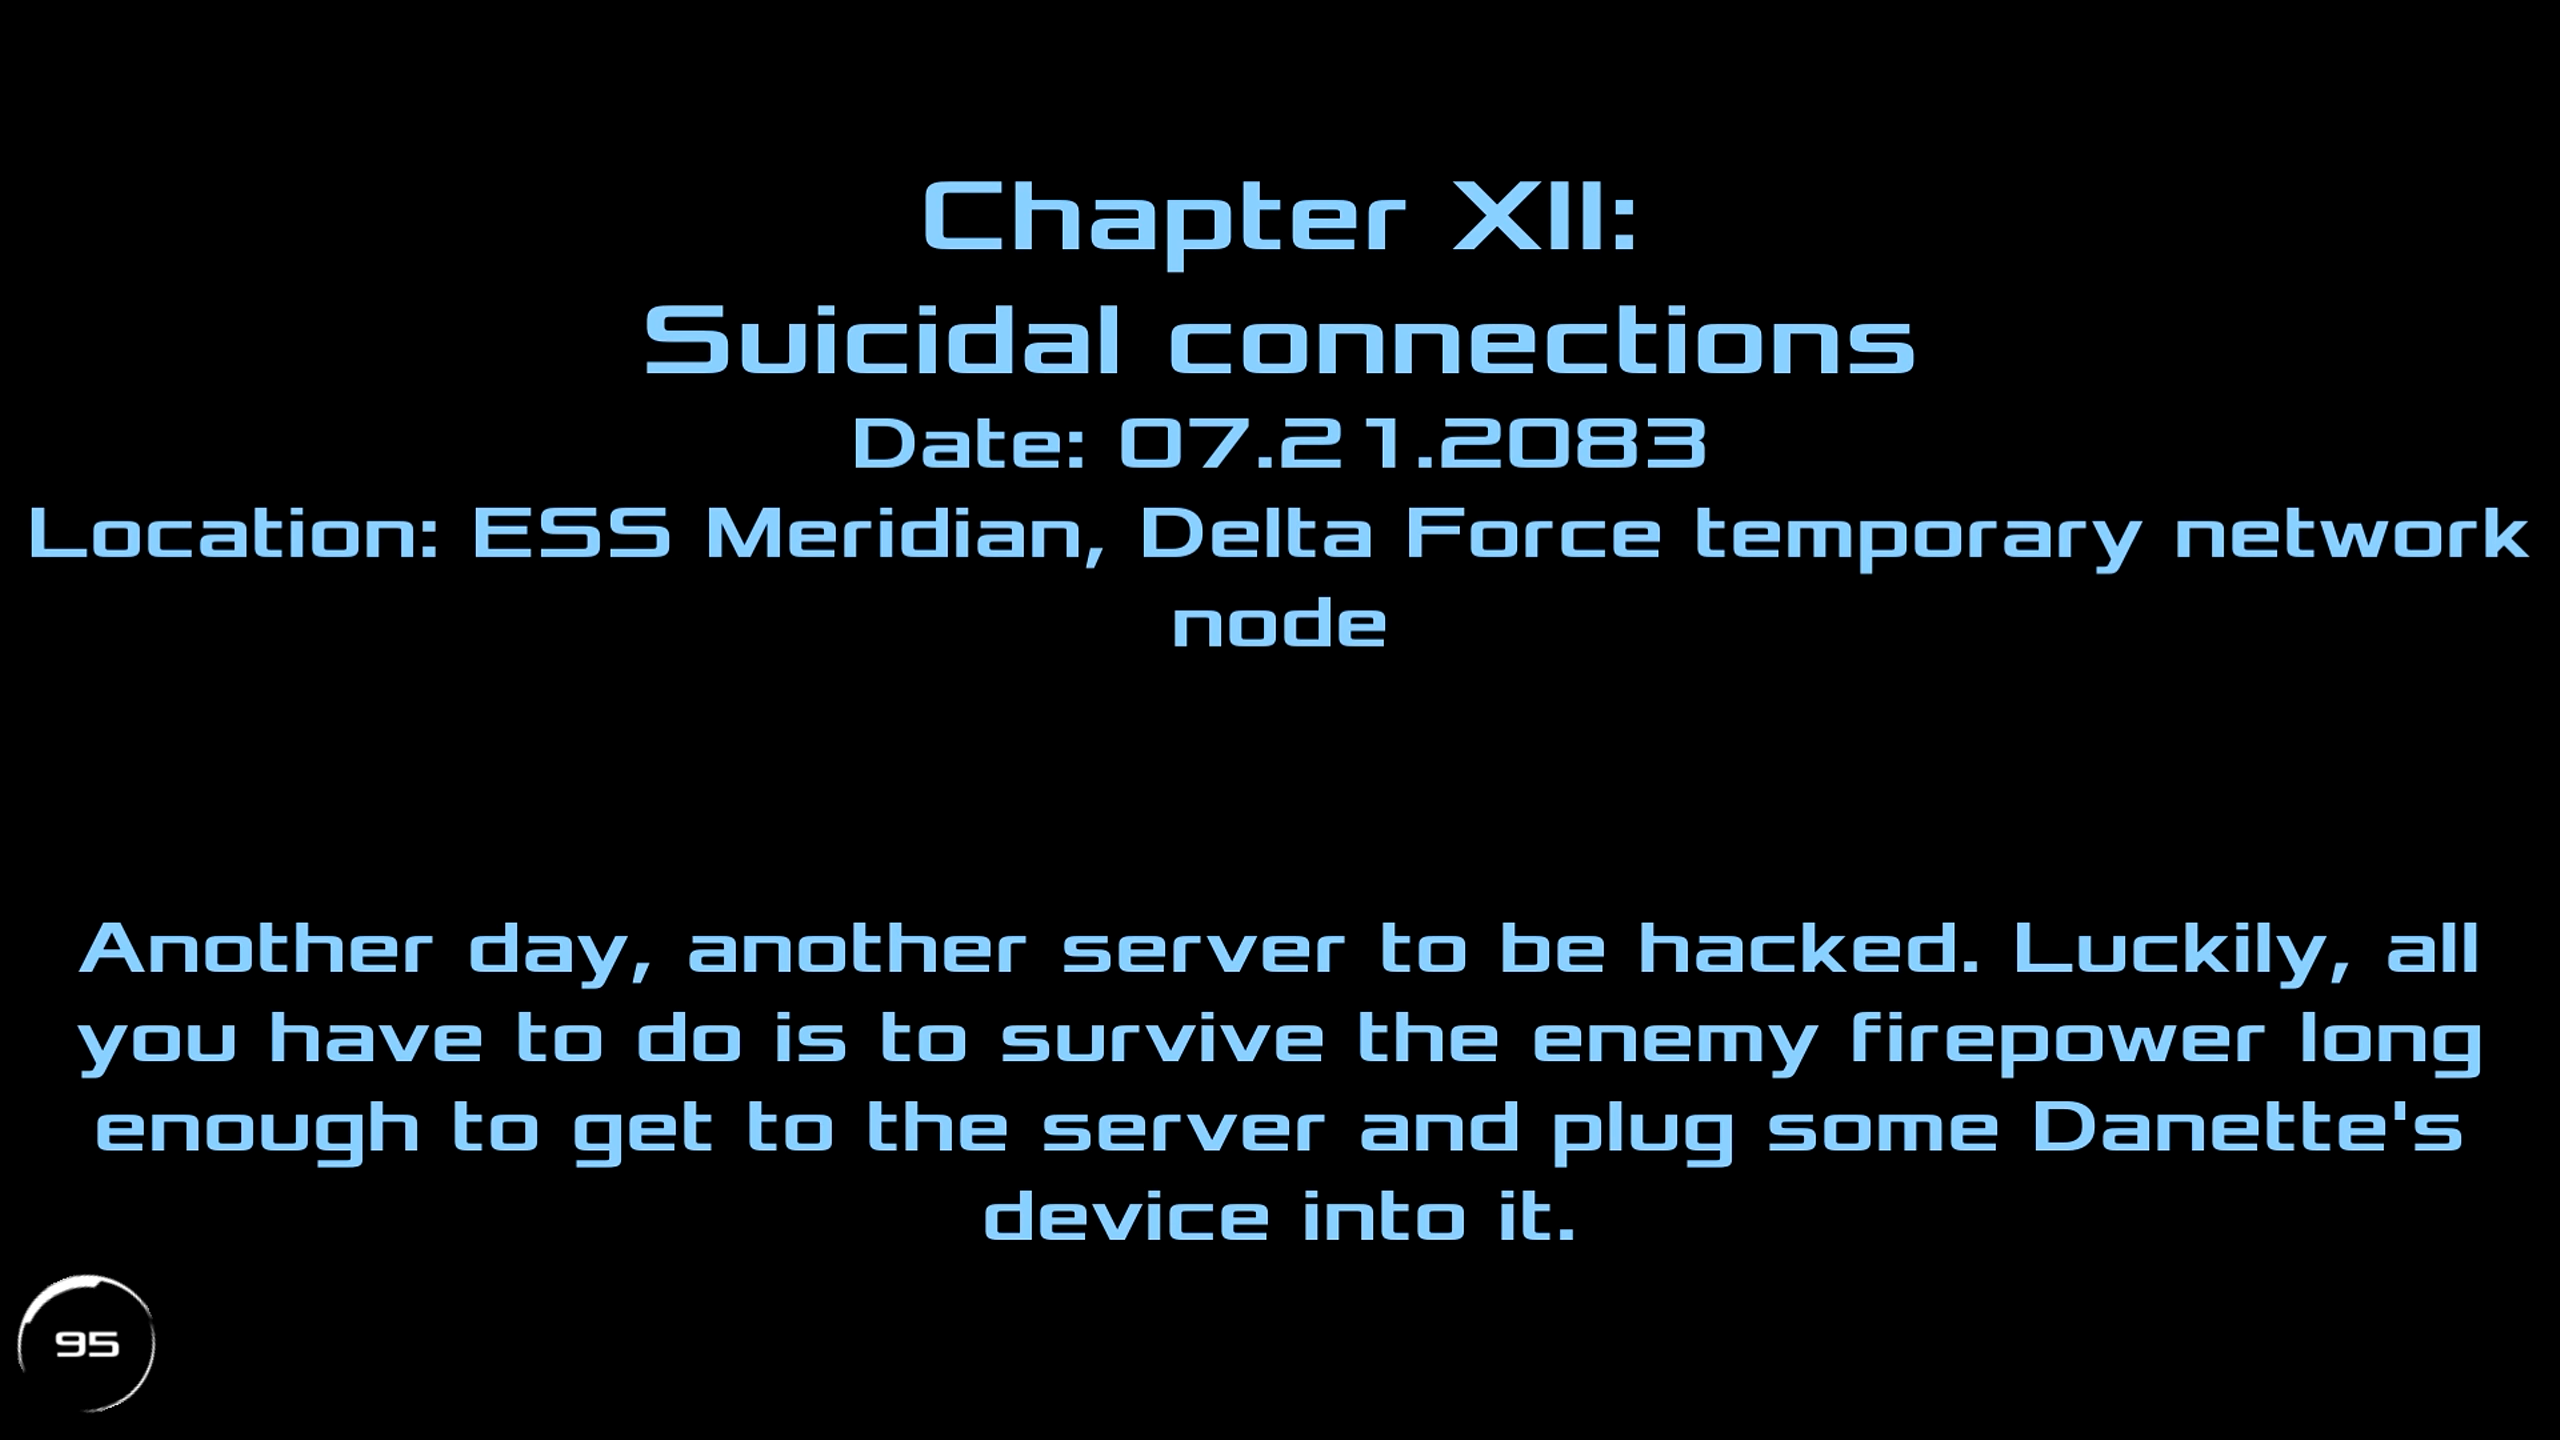 Chapter XII:
Suicidal connections
Date: 07.21.2083
Location: ESS Meridian, Delta Force temporary network
node
Another day, another server to be hacked. Luckily, all
you have to do is to survive the enemy firepower long
enough to get to the server and plug some Danette's
device into it.
95